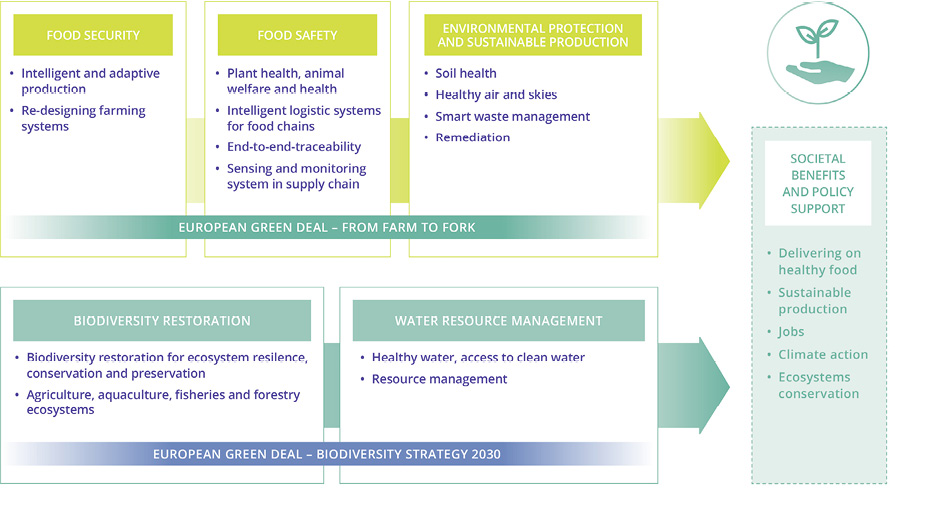 FOOD SECURITY
• Intelligent and adaptive
production
• Re-designing farming
systems
FOOD SAFETY
• Plant health, animal
welfare and health
• Intelligent logistic systems
for food chains
• End-to-end-traceability
• Sensing and monitoring
system in supply chain
ENVIRONMENTAL PROTECTION
AND SUSTAINABLE PRODUCTION
• Soil health
• Healthy air and skies
• Smart waste management
• Remediation
EUROPEAN GREEN DEAL – FROM FARM TO FORK
BIODIVERSITY RESTORATION
• Biodiversity restoration for ecosystem resilence,
conservation and preservation
• Agriculture, aquaculture, fisheries and forestry
ecosystems
WATER RESOURCE MANAGEMENT
• Healthy water, access to clean water
• Resource management
EUROPEAN GREEN DEAL – BIODIVERSITY STRATEGY 2030
SOCIETAL
BENEFITS
AND POLICY
SUPPORT
• Delivering on
healthy food
• Sustainable
production
• Jobs
• Climate action
• Ecosystems
conservation